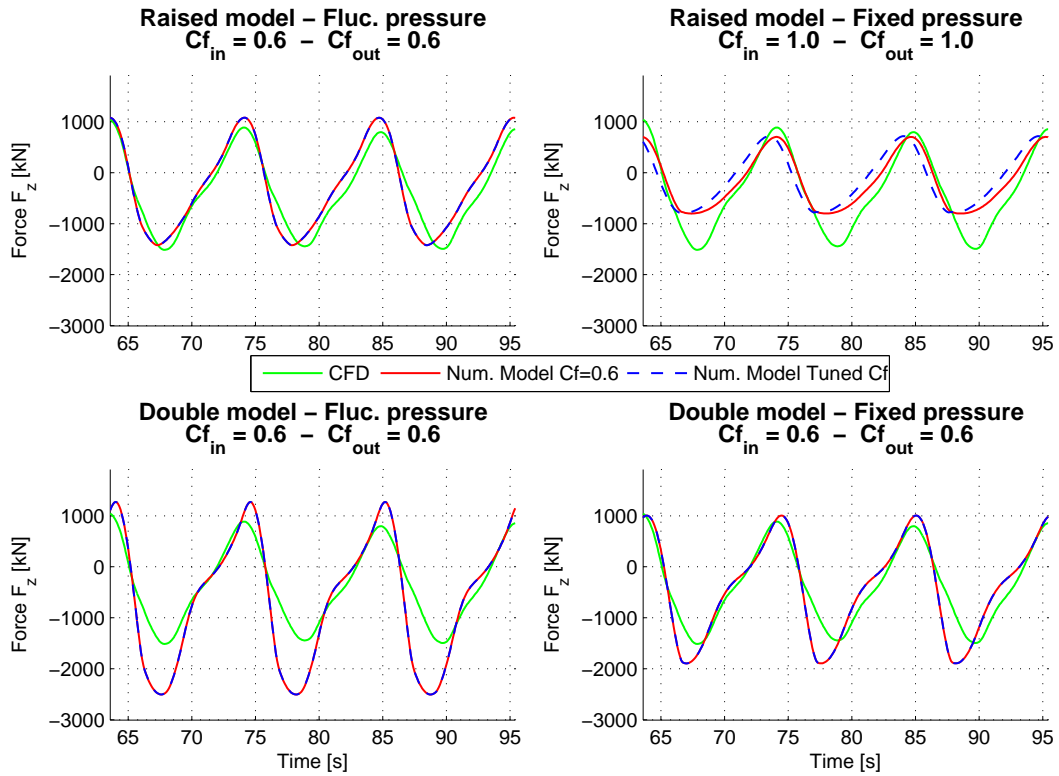 Raised model – Fluc. pressure
Cf_in = 0.6 – Cf_out = 0.6
Force F_z [kN]
1000
0
−1000
−2000
−3000
65 70 75 80 85 90 95
Raised model – Fixed pressure
Cf_in = 1.0 – Cf_out = 1.0
Force F_z [kN]
1000
0
−1000
−2000
−3000
65 70 75 80 85 90 95
CFD Num. Model Cf=0.6 Num. Model Tuned Cf
Double model – Fluc. pressure
Cf_in = 0.6 – Cf_out = 0.6
Force F_z [kN]
1000
0
−1000
−2000
−3000
65 70 75 80 85 90 95
Time [s]
Double model – Fixed pressure
Cf_in = 0.6 – Cf_out = 0.6
Force F_z [kN]
1000
0
−1000
−2000
−3000
65 70 75 80 85 90 95
Time [s]